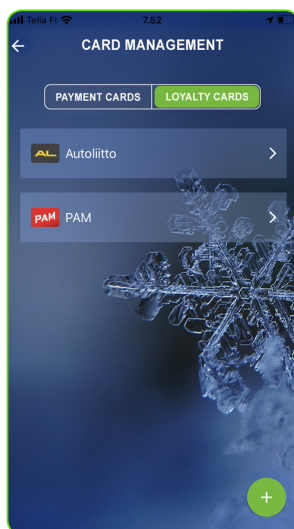 Telia FI 7.52
CARD MANAGEMENT
PAYMENT CARDS LOYALTY CARDS
AL Autoliitto
PAM PAM